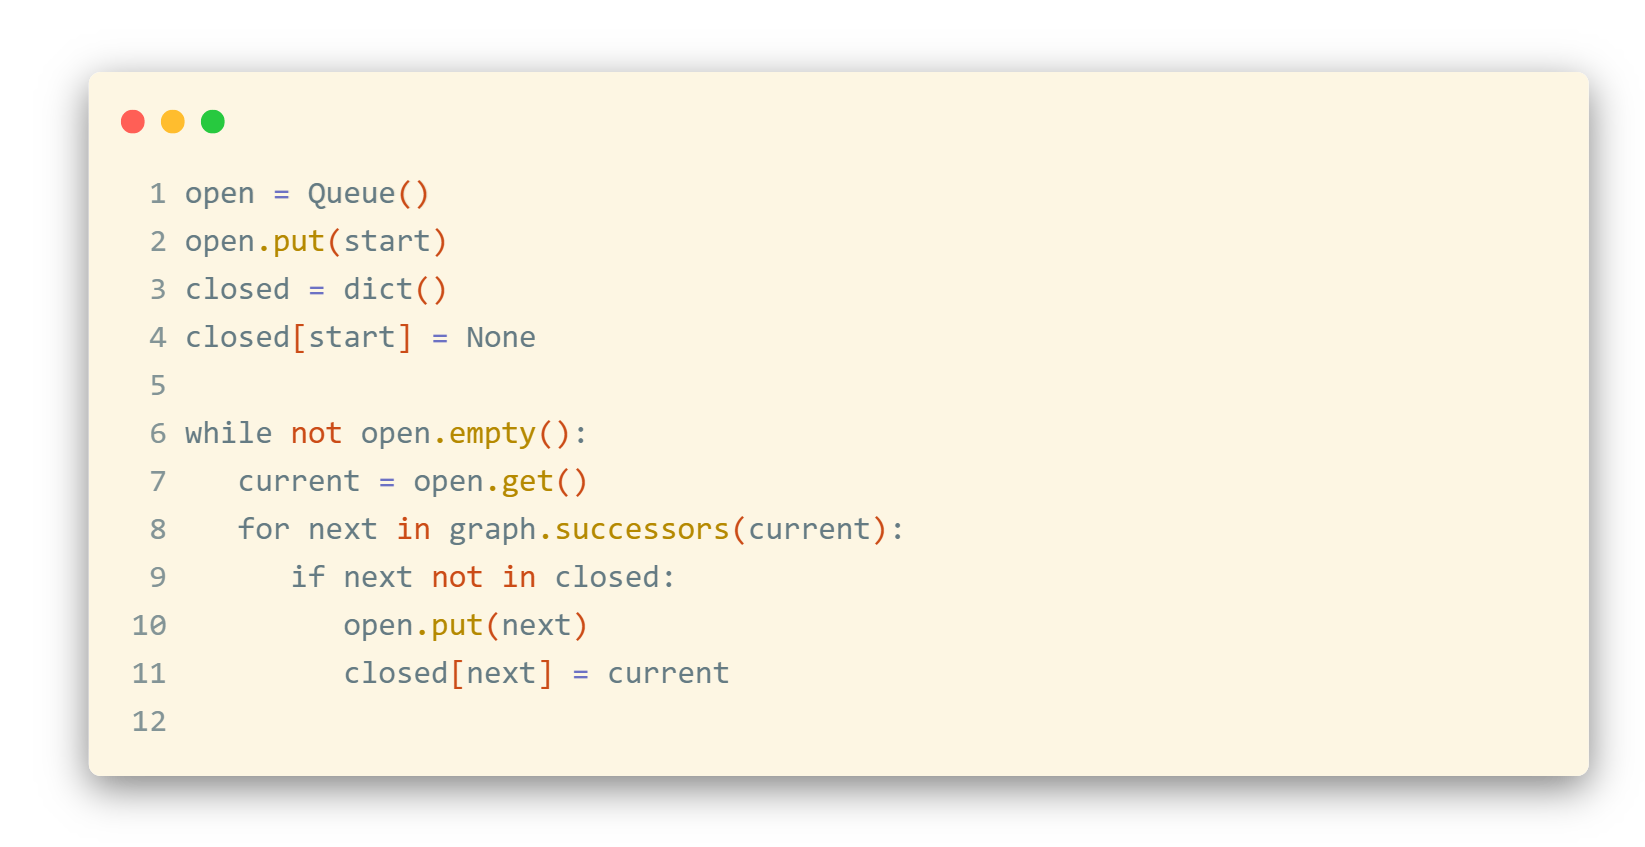 1 open = Queue()
2 open.put(start)
3 closed = dict()
4 closed[start] = None
5
6 while not open.empty():
7    current = open.get()
8    for next in graph.successors(current):
9       if next not in closed:
10          open.put(next)
11          closed[next] = current
12